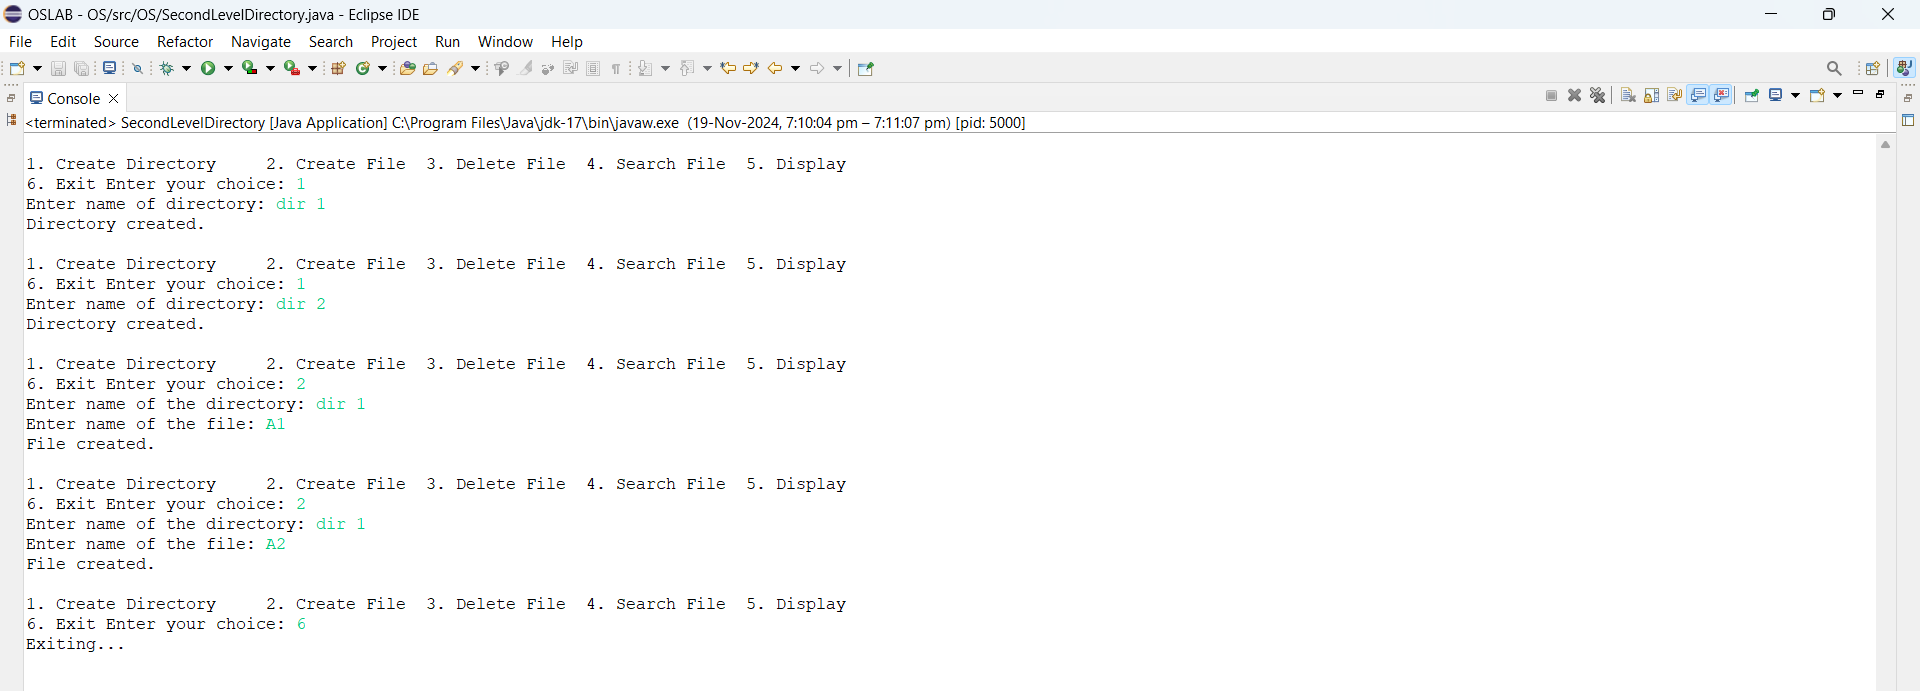 OSLAB - OS/src/OS/SecondLevelDirectory.java - Eclipse IDE
File Edit Source Refactor Navigate Search Project Run Window Help
Console
<terminated> SecondLevelDirectory [Java Application] C:\Program Files\Java\jdk-17\bin\javaw.exe (19-Nov-2024, 7:10:04 pm – 7:11:07 pm) [pid: 5000]
1. Create Directory     2. Create File  3. Delete File  4. Search File  5. Display
6. Exit Enter your choice: 1
Enter name of directory: dir 1
Directory created.
1. Create Directory     2. Create File  3. Delete File  4. Search File  5. Display
6. Exit Enter your choice: 1
Enter name of directory: dir 2
Directory created.
1. Create Directory     2. Create File  3. Delete File  4. Search File  5. Display
6. Exit Enter your choice: 2
Enter name of the directory: dir 1
Enter name of the file: A1
File created.
1. Create Directory     2. Create File  3. Delete File  4. Search File  5. Display
6. Exit Enter your choice: 2
Enter name of the directory: dir 1
Enter name of the file: A2
File created.
1. Create Directory     2. Create File  3. Delete File  4. Search File  5. Display
6. Exit Enter your choice: 6
Exiting...